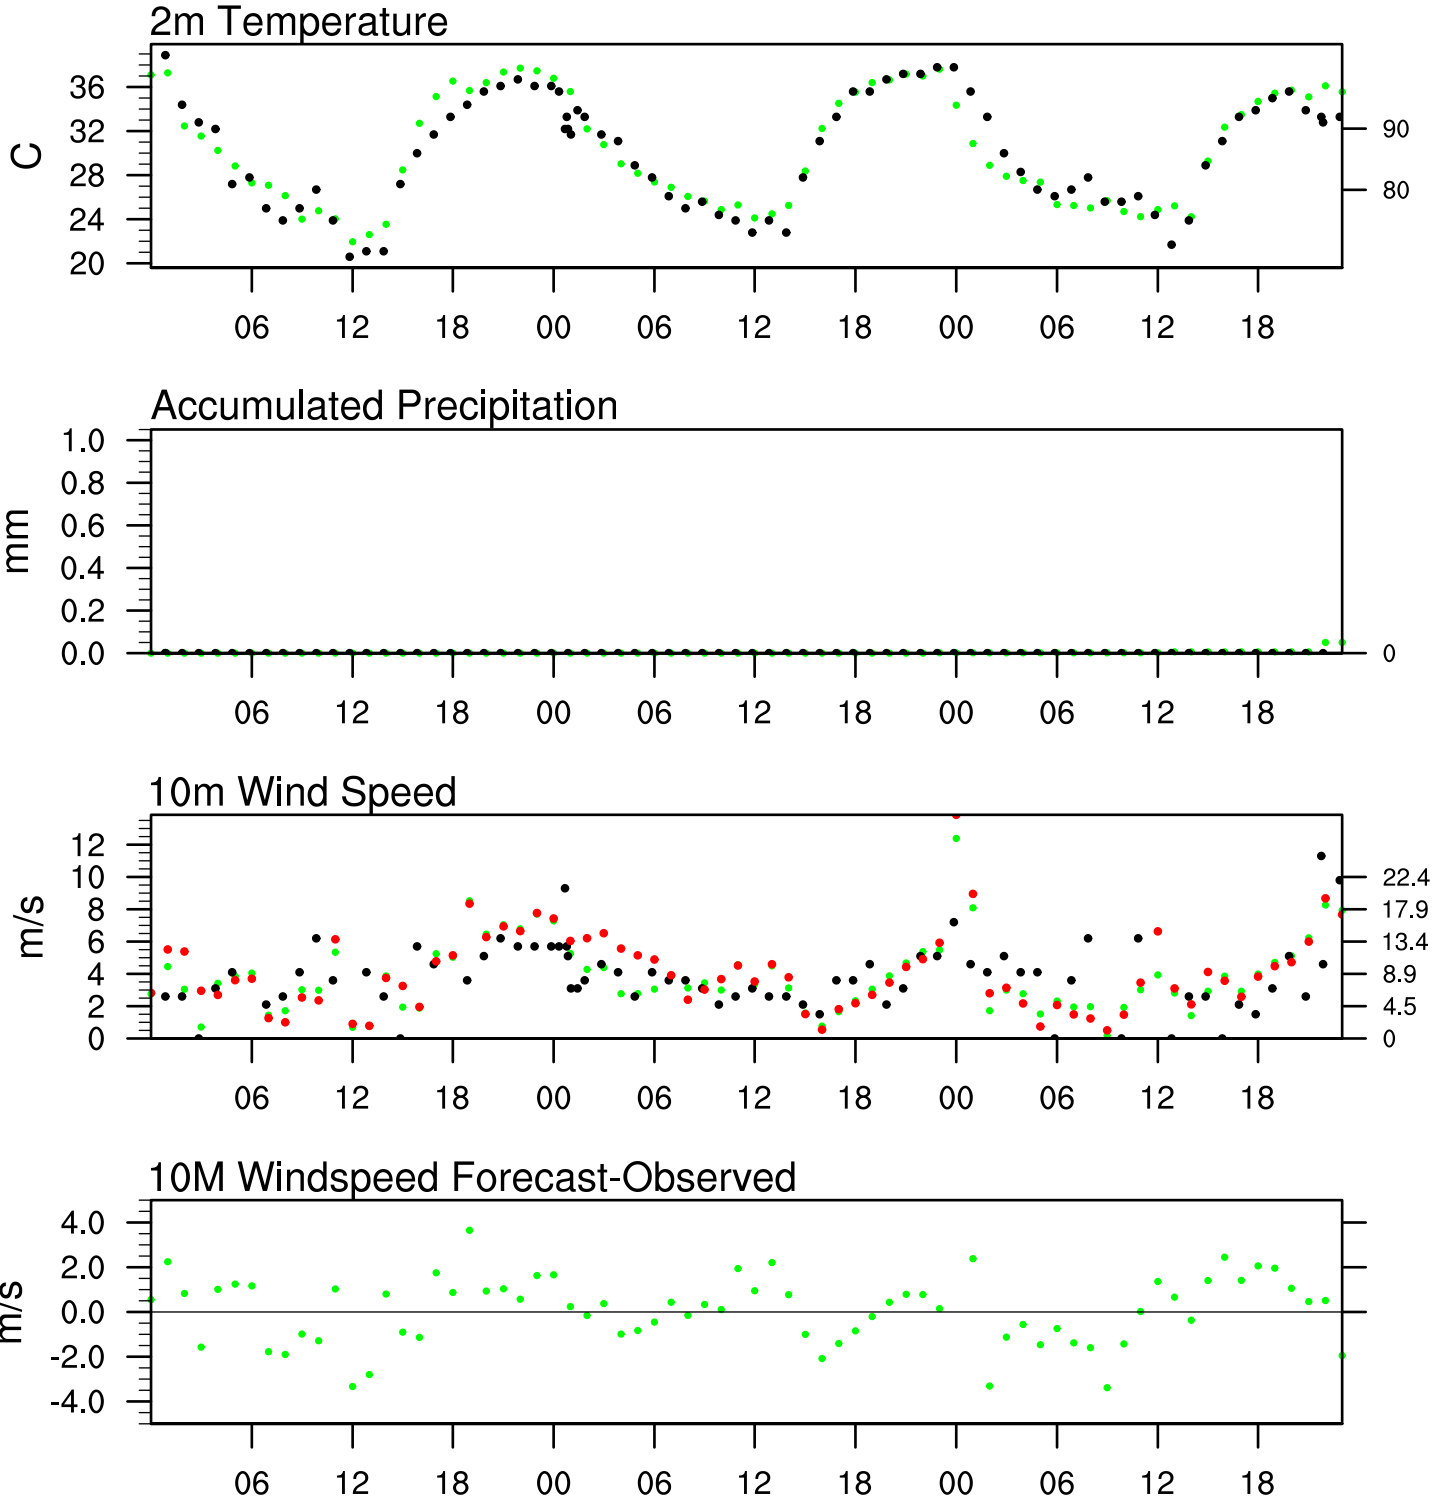 2m Temperature
36
32
28
24
20
C
90
80
06 12 18 00 06 12 18 00 06 12 18
Accumulated Precipitation
1.0
0.8
0.6
0.4
0.2
0.0
mm
0
06 12 18 00 06 12 18 00 06 12 18
10m Wind Speed
12
10
8
6
4
2
0
m/s
22.4
17.9
13.4
8.9
4.5
0
06 12 18 00 06 12 18 00 06 12 18
10M Windspeed Forecast-Observed
4.0
2.0
0.0
-2.0
-4.0
m/s
06 12 18 00 06 12 18 00 06 12 18